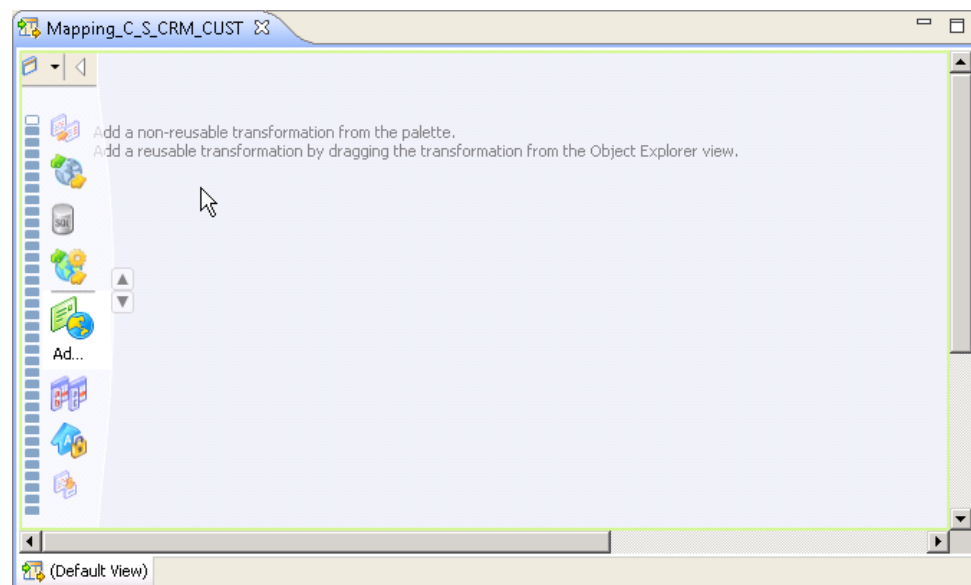 Mapping_C_S_CRM_CUST
Add a non-reusable transformation from the palette.
Add a reusable transformation by dragging the transformation from the Object Explorer view.
SQL
Ad...
(Default View)